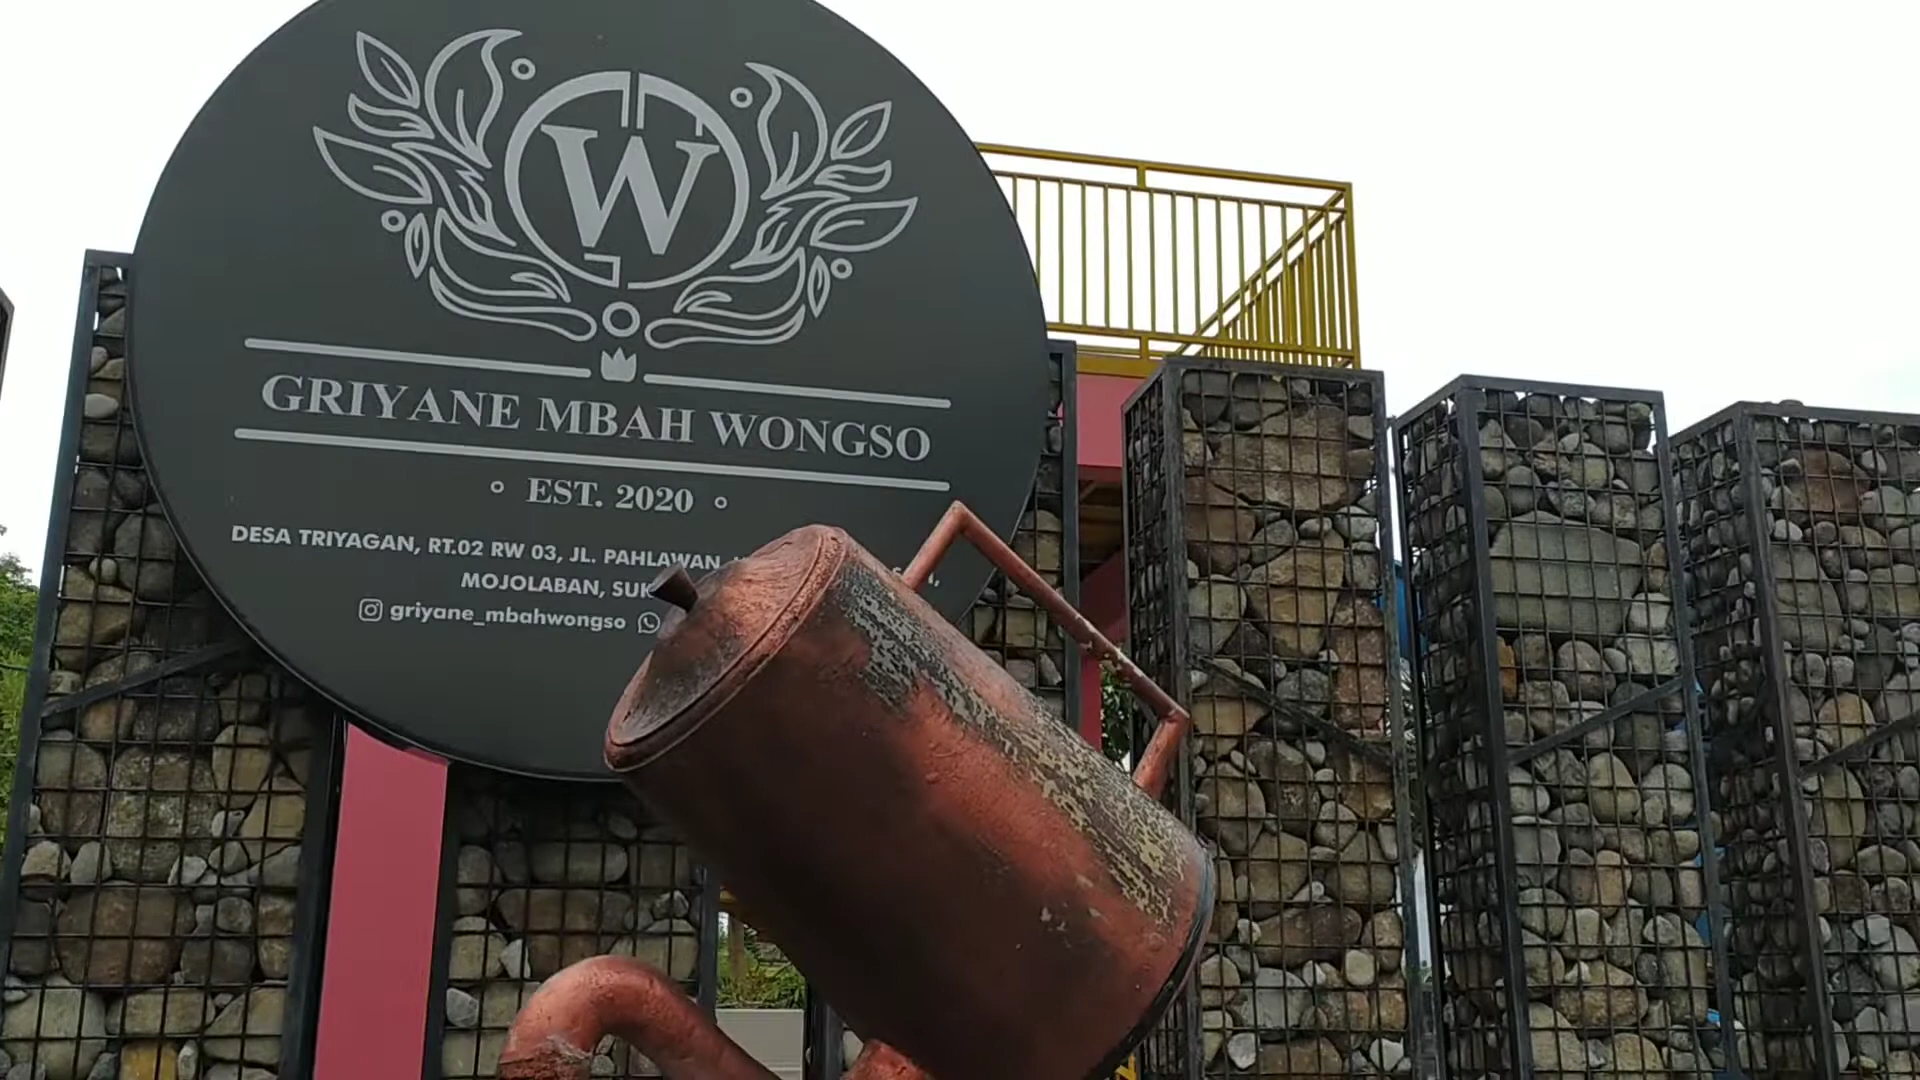 W
GRIYANE MBAH WONGSO
EST. 2020
DESA TRIYAGAN, RT.02 RW 03, JL. PAHLAWAN
MOJOLABAN,
griyane_mbahwongso